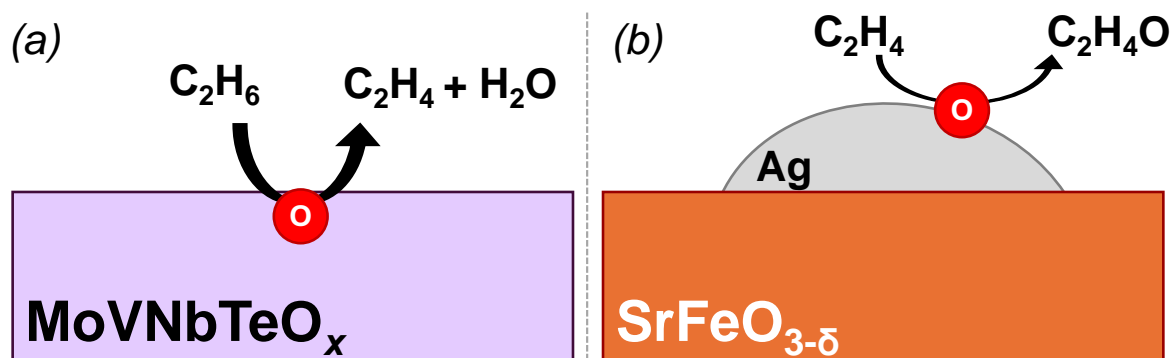 (a)
C₂H₆
C₂H₄ + H₂O
O
MoVNbTeOₓ
(b)
C₂H₄
C₂H₄O
O
Ag
SrFeO₃₋δ